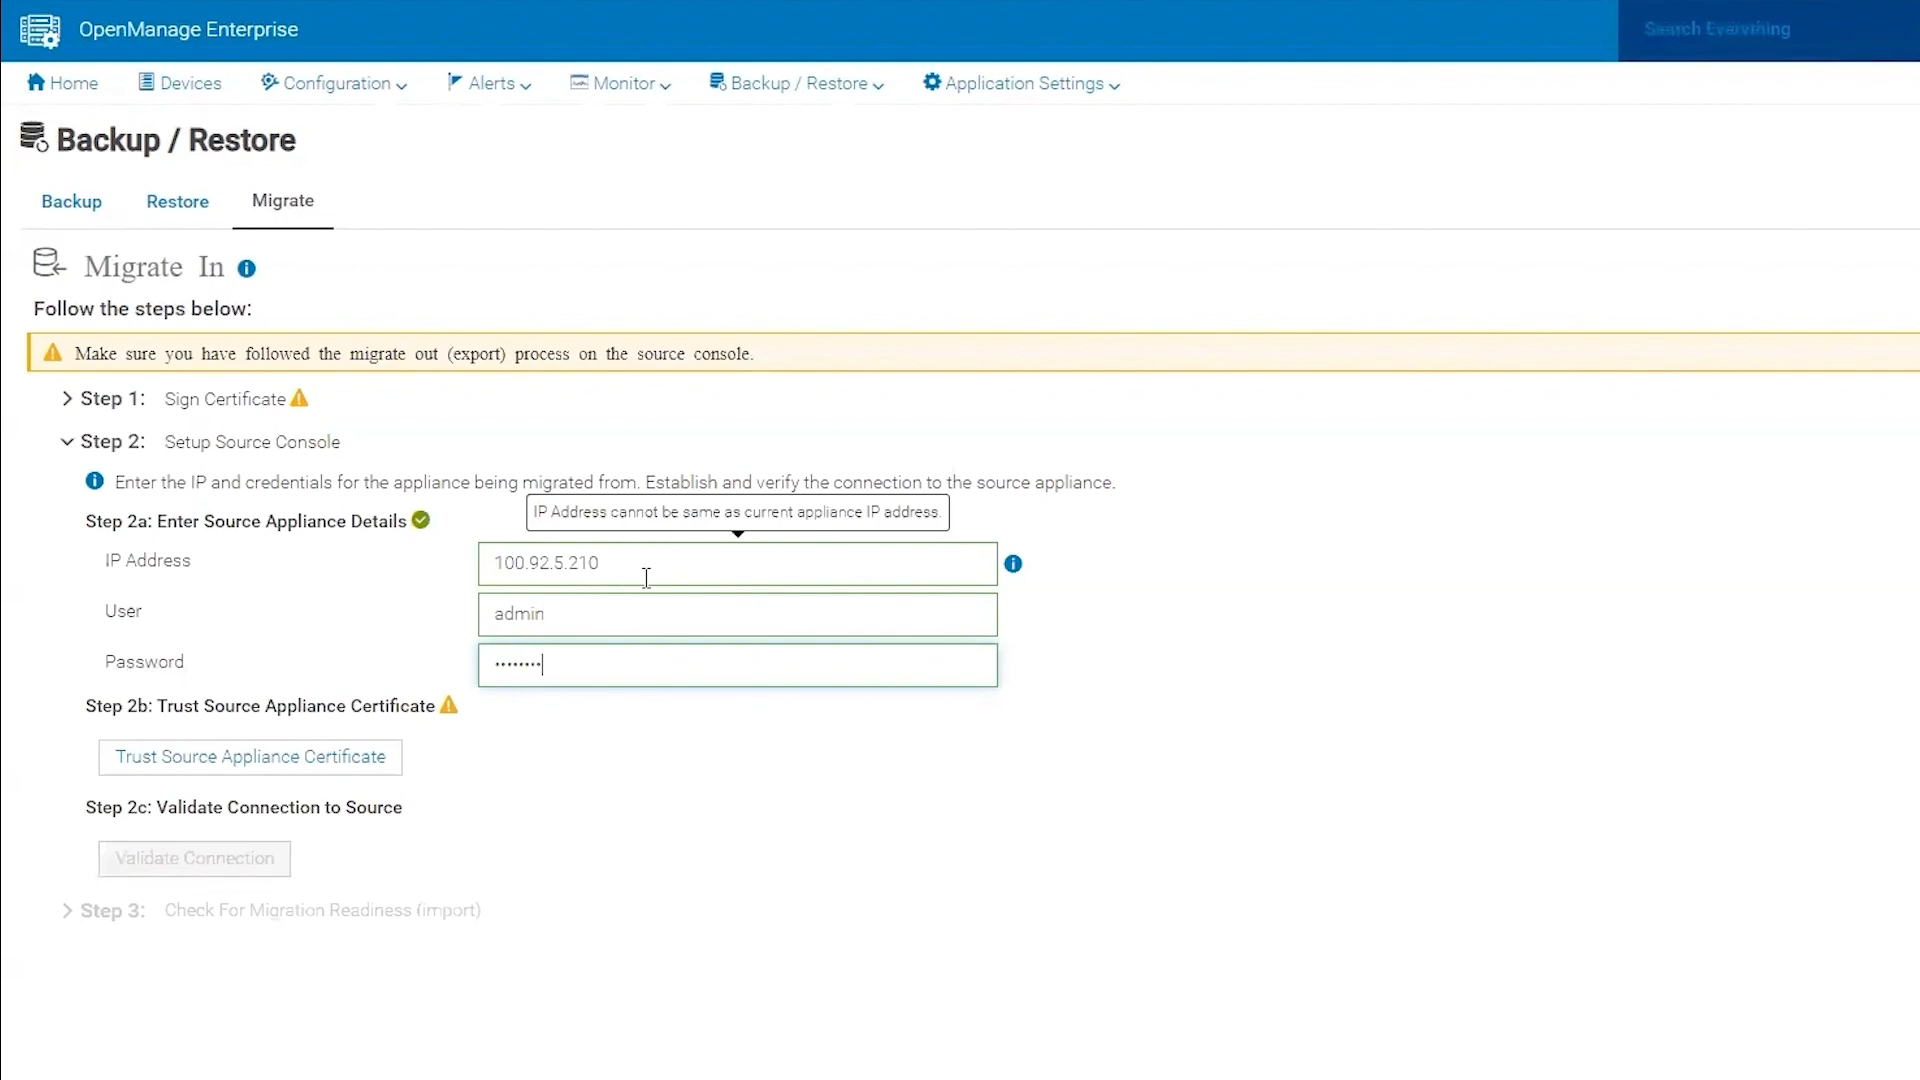 OpenManage Enterprise
Search Everything
Home Devices Configuration Alerts Monitor Backup / Restore Application Settings
Backup / Restore
Backup Restore Migrate
Migrate In
Follow the steps below:
Make sure you have followed the migrate out (export) process on the source console.
Step 1: Sign Certificate
Step 2: Setup Source Console
Enter the IP and credentials for the appliance being migrated from. Establish and verify the connection to the source appliance.
IP Address cannot be same as current appliance IP address.
Step 2a: Enter Source Appliance Details
IP Address 100.92.5.210
User admin
Password ••••••••
Step 2b: Trust Source Appliance Certificate
Trust Source Appliance Certificate
Step 2c: Validate Connection to Source
Validate Connection
Step 3: Check For Migration Readiness (import)